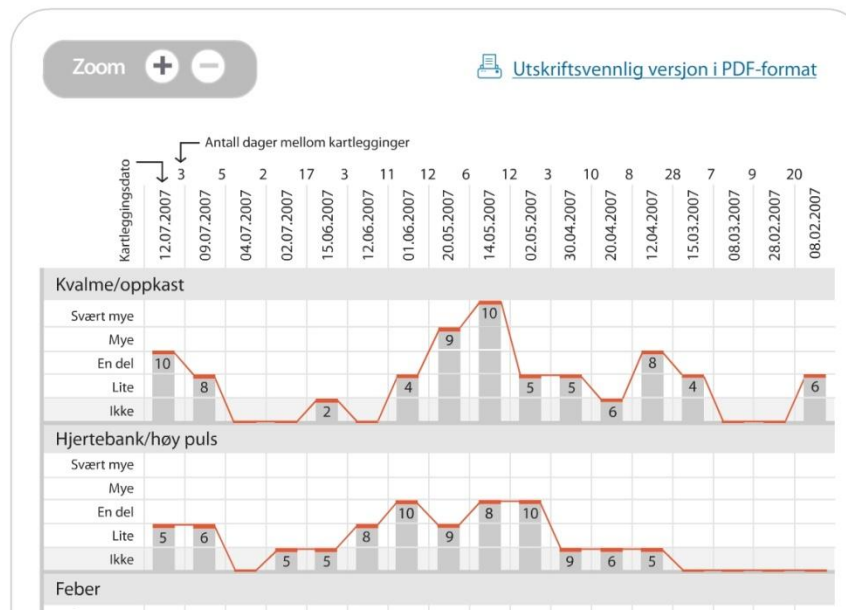 Zoom + −
Utskriftsvennlig versjon i PDF-format
Antall dager mellom kartlegginger
3 5 2 17 3 11 12 6 12 3 10 8 28 7 9 20
Kartleggingsdato 12.07.2007 09.07.2007 04.07.2007 02.07.2007 15.06.2007 12.06.2007 01.06.2007 20.05.2007 14.05.2007 02.05.2007 30.04.2007 20.04.2007 12.04.2007 15.03.2007 08.03.2007 28.02.2007 08.02.2007
Kvalme/oppkast
Svært mye 10
Mye 9
En del 10 8
Lite 8 4 5 5 4 6
Ikke 2 6
Hjertebank/høy puls
Svært mye
Mye
En del 10 8 10
Lite 5 6 8 9
Ikke 5 5 9 6 5
Feber